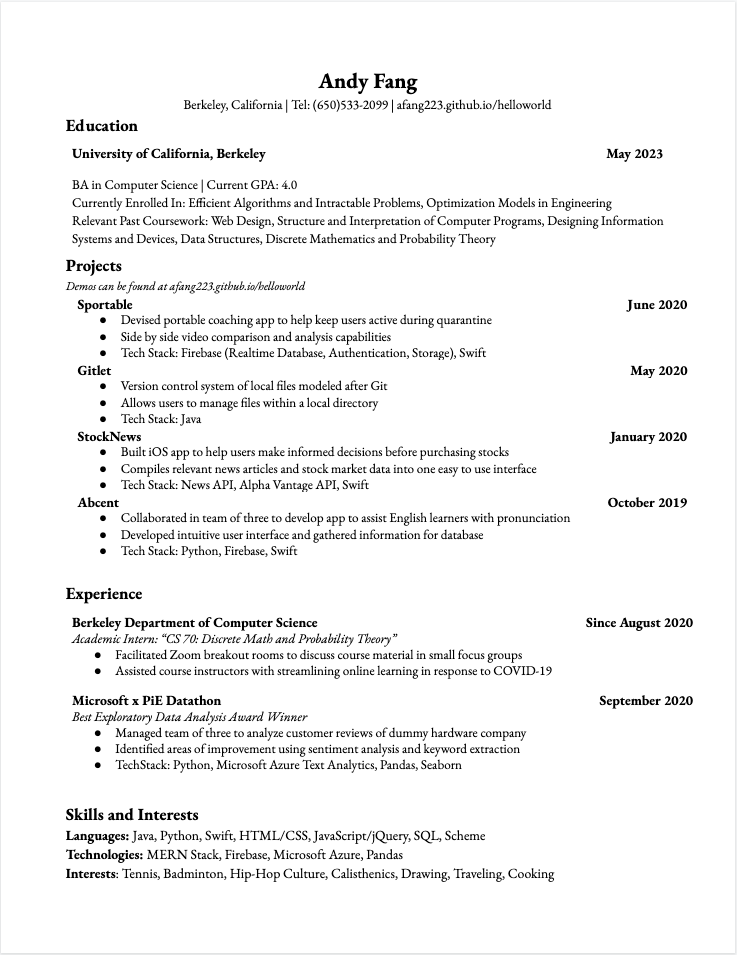 Andy Fang
Berkeley, California | Tel: (650)533-2099 | afang223.github.io/helloworld
Education
University of California, Berkeley May 2023
BA in Computer Science | Current GPA: 4.0
Currently Enrolled In: Efficient Algorithms and Intractable Problems, Optimization Models in Engineering
Relevant Past Coursework: Web Design, Structure and Interpretation of Computer Programs, Designing Information
Systems and Devices, Data Structures, Discrete Mathematics and Probability Theory
Projects
Demos can be found at afang223.github.io/helloworld
Sportable June 2020
● Devised portable coaching app to help keep users active during quarantine
● Side by side video comparison and analysis capabilities
● Tech Stack: Firebase (Realtime Database, Authentication, Storage), Swift
Gitlet May 2020
● Version control system of local files modeled after Git
● Allows users to manage files within a local directory
● Tech Stack: Java
StockNews January 2020
● Built iOS app to help users make informed decisions before purchasing stocks
● Compiles relevant news articles and stock market data into one easy to use interface
● Tech Stack: News API, Alpha Vantage API, Swift
Abcent October 2019
● Collaborated in team of three to develop app to assist English learners with pronunciation
● Developed intuitive user interface and gathered information for database
● Tech Stack: Python, Firebase, Swift
Experience
Berkeley Department of Computer Science Since August 2020
Academic Intern: “CS 70: Discrete Math and Probability Theory”
● Facilitated Zoom breakout rooms to discuss course material in small focus groups
● Assisted course instructors with streamlining online learning in response to COVID-19
Microsoft x PiE Datathon September 2020
Best Exploratory Data Analysis Award Winner
● Managed team of three to analyze customer reviews of dummy hardware company
● Identified areas of improvement using sentiment analysis and keyword extraction
● TechStack: Python, Microsoft Azure Text Analytics, Pandas, Seaborn
Skills and Interests
Languages: Java, Python, Swift, HTML/CSS, JavaScript/jQuery, SQL, Scheme
Technologies: MERN Stack, Firebase, Microsoft Azure, Pandas
Interests: Tennis, Badminton, Hip-Hop Culture, Calisthenics, Drawing, Traveling, Cooking